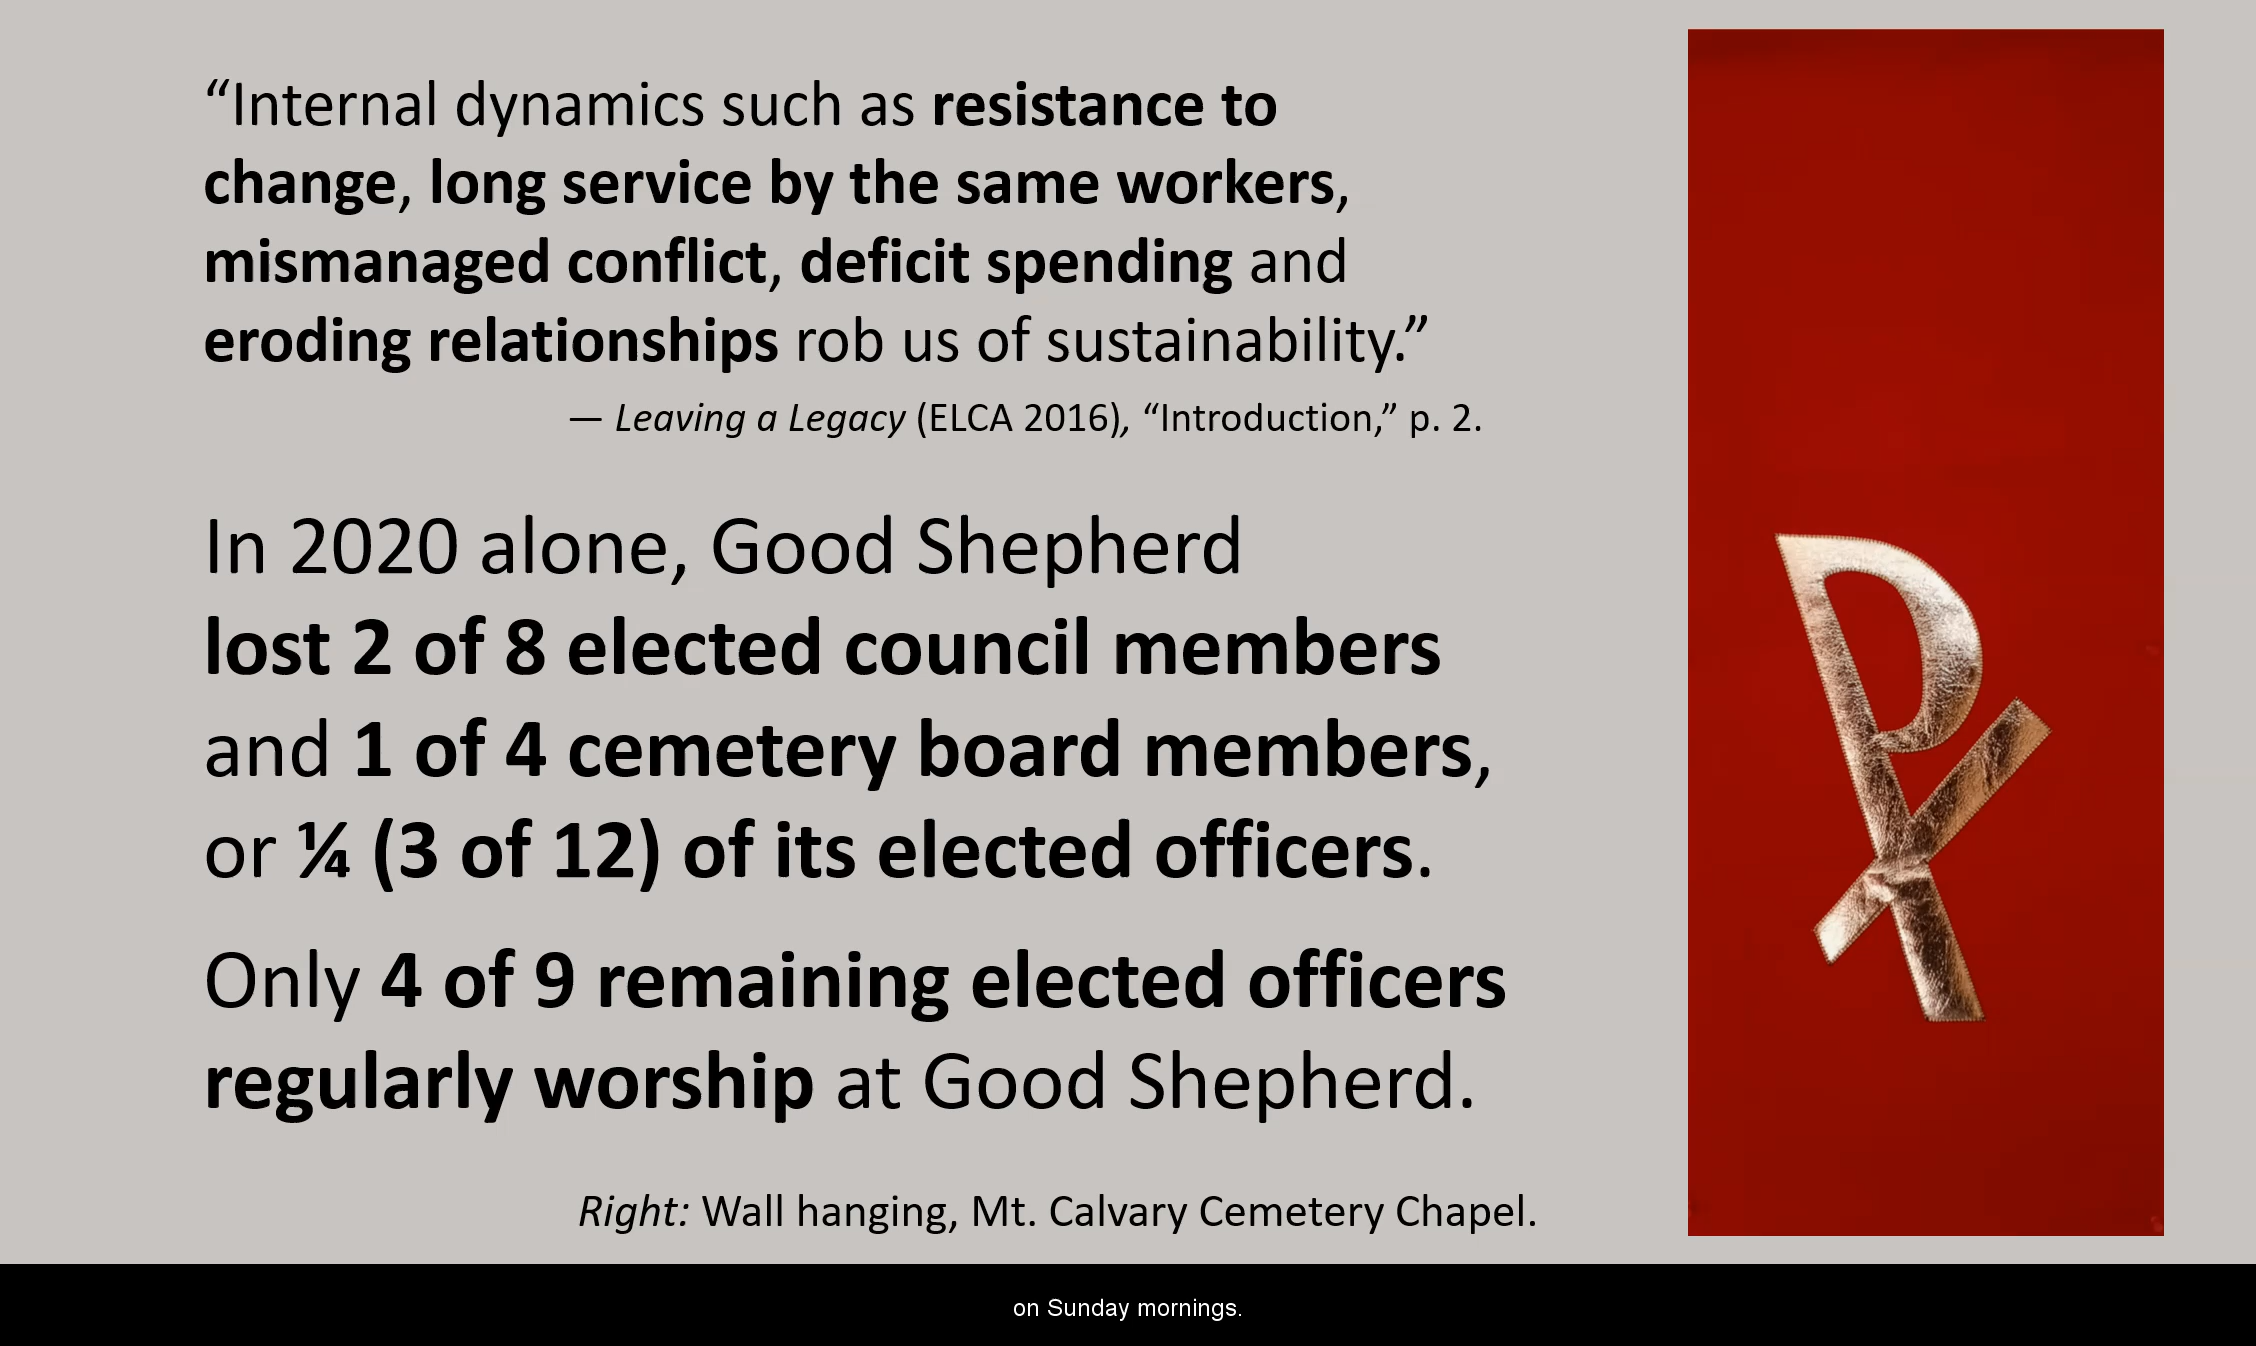 “Internal dynamics such as resistance to
change, long service by the same workers,
mismanaged conflict, deficit spending and
eroding relationships rob us of sustainability.”
— Leaving a Legacy (ELCA 2016), “Introduction,” p. 2.
In 2020 alone, Good Shepherd
lost 2 of 8 elected council members
and 1 of 4 cemetery board members,
or ¼ (3 of 12) of its elected officers.
Only 4 of 9 remaining elected officers
regularly worship at Good Shepherd.
Right: Wall hanging, Mt. Calvary Cemetery Chapel.
on Sunday mornings.